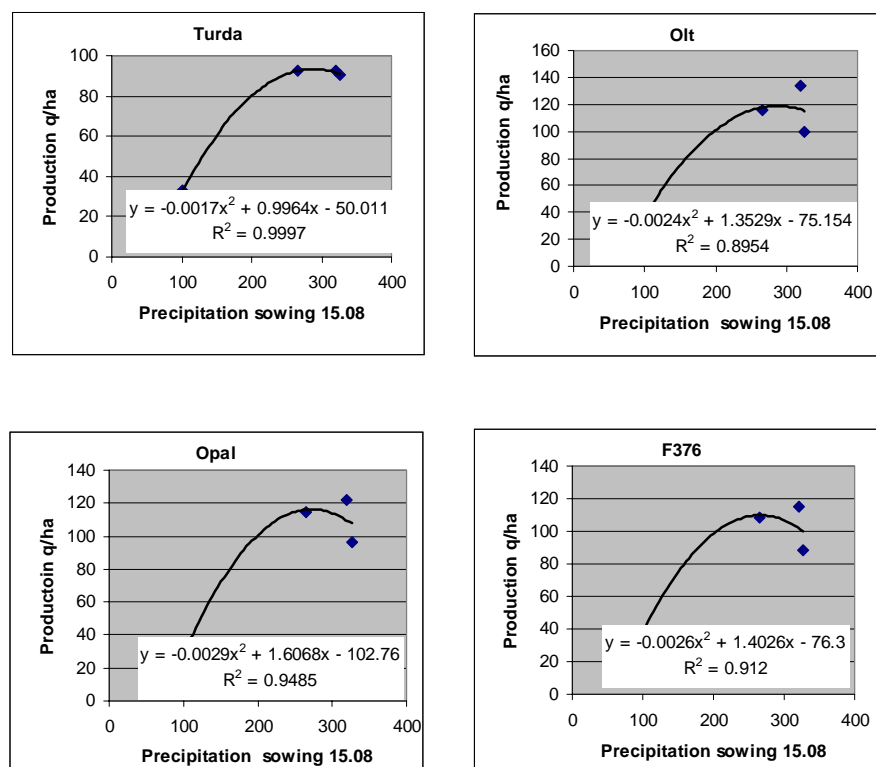 Turda
Production q/ha
100
80
60
40
20
0
y = -0.0017x² + 0.9964x - 50.011
R² = 0.9997
0 100 200 300 400
Precipitation sowing 15.08
Olt
Production q/ha
160
140
120
100
80
60
40
20
0
y = -0.0024x² + 1.3529x - 75.154
R² = 0.8954
0 100 200 300 400
Precipitation sowing 15.08
Opal
Productoin q/ha
140
120
100
80
60
40
20
0
y = -0.0029x² + 1.6068x - 102.76
R² = 0.9485
0 100 200 300 400
Precipitation sowing 15.08
F376
Production q/ha
140
120
100
80
60
40
20
0
y = -0.0026x² + 1.4026x - 76.3
R² = 0.912
0 100 200 300 400
Precipitation sowing 15.08